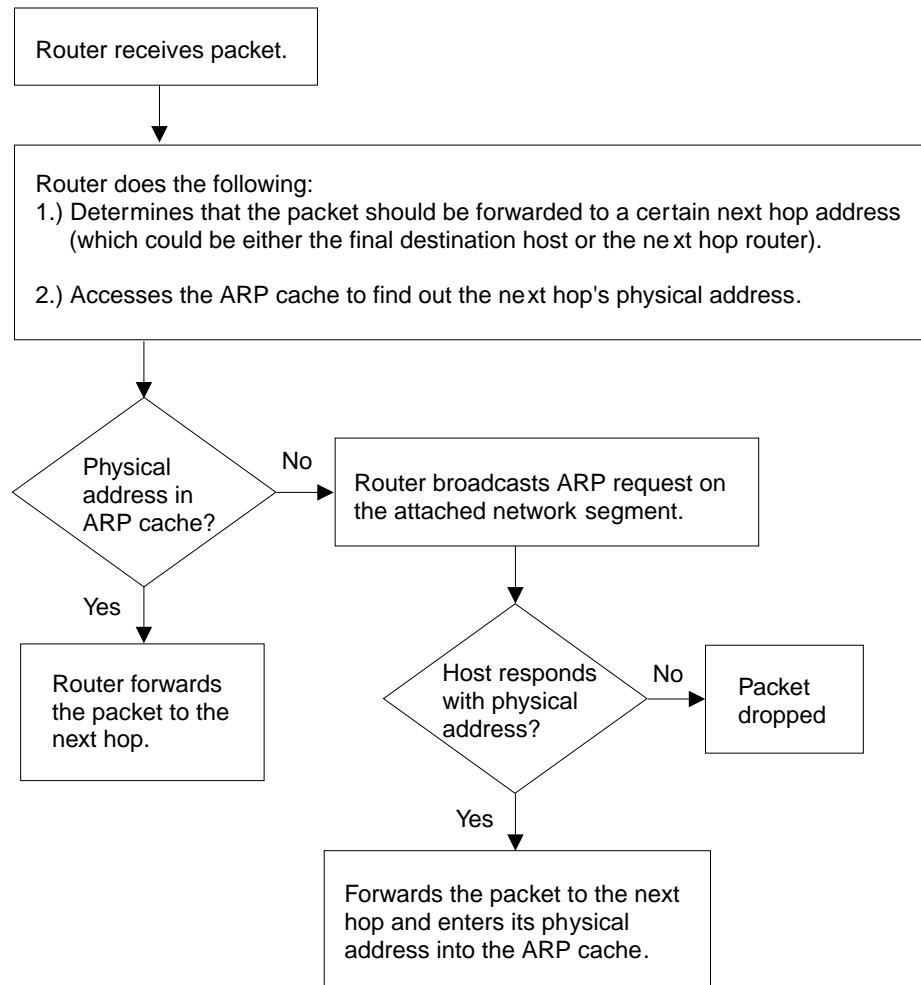 Router receives packet.
Router does the following:
1.) Determines that the packet should be forwarded to a certain next hop address
(which could be either the final destination host or the next hop router).
2.) Accesses the ARP cache to find out the next hop's physical address.
Physical
address in
ARP cache?
No
Router broadcasts ARP request on
the attached network segment.
Yes
Router forwards
the packet to the
next hop.
Host responds
with physical
address?
No
Packet
dropped
Yes
Forwards the packet to the next
hop and enters its physical
address into the ARP cache.